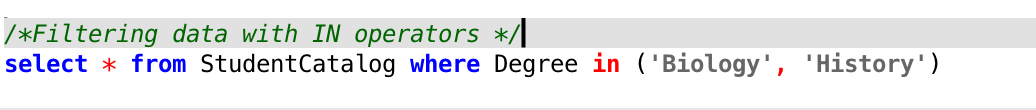 /*Filtering data with IN operators */
select * from StudentCatalog where Degree in ('Biology', 'History')